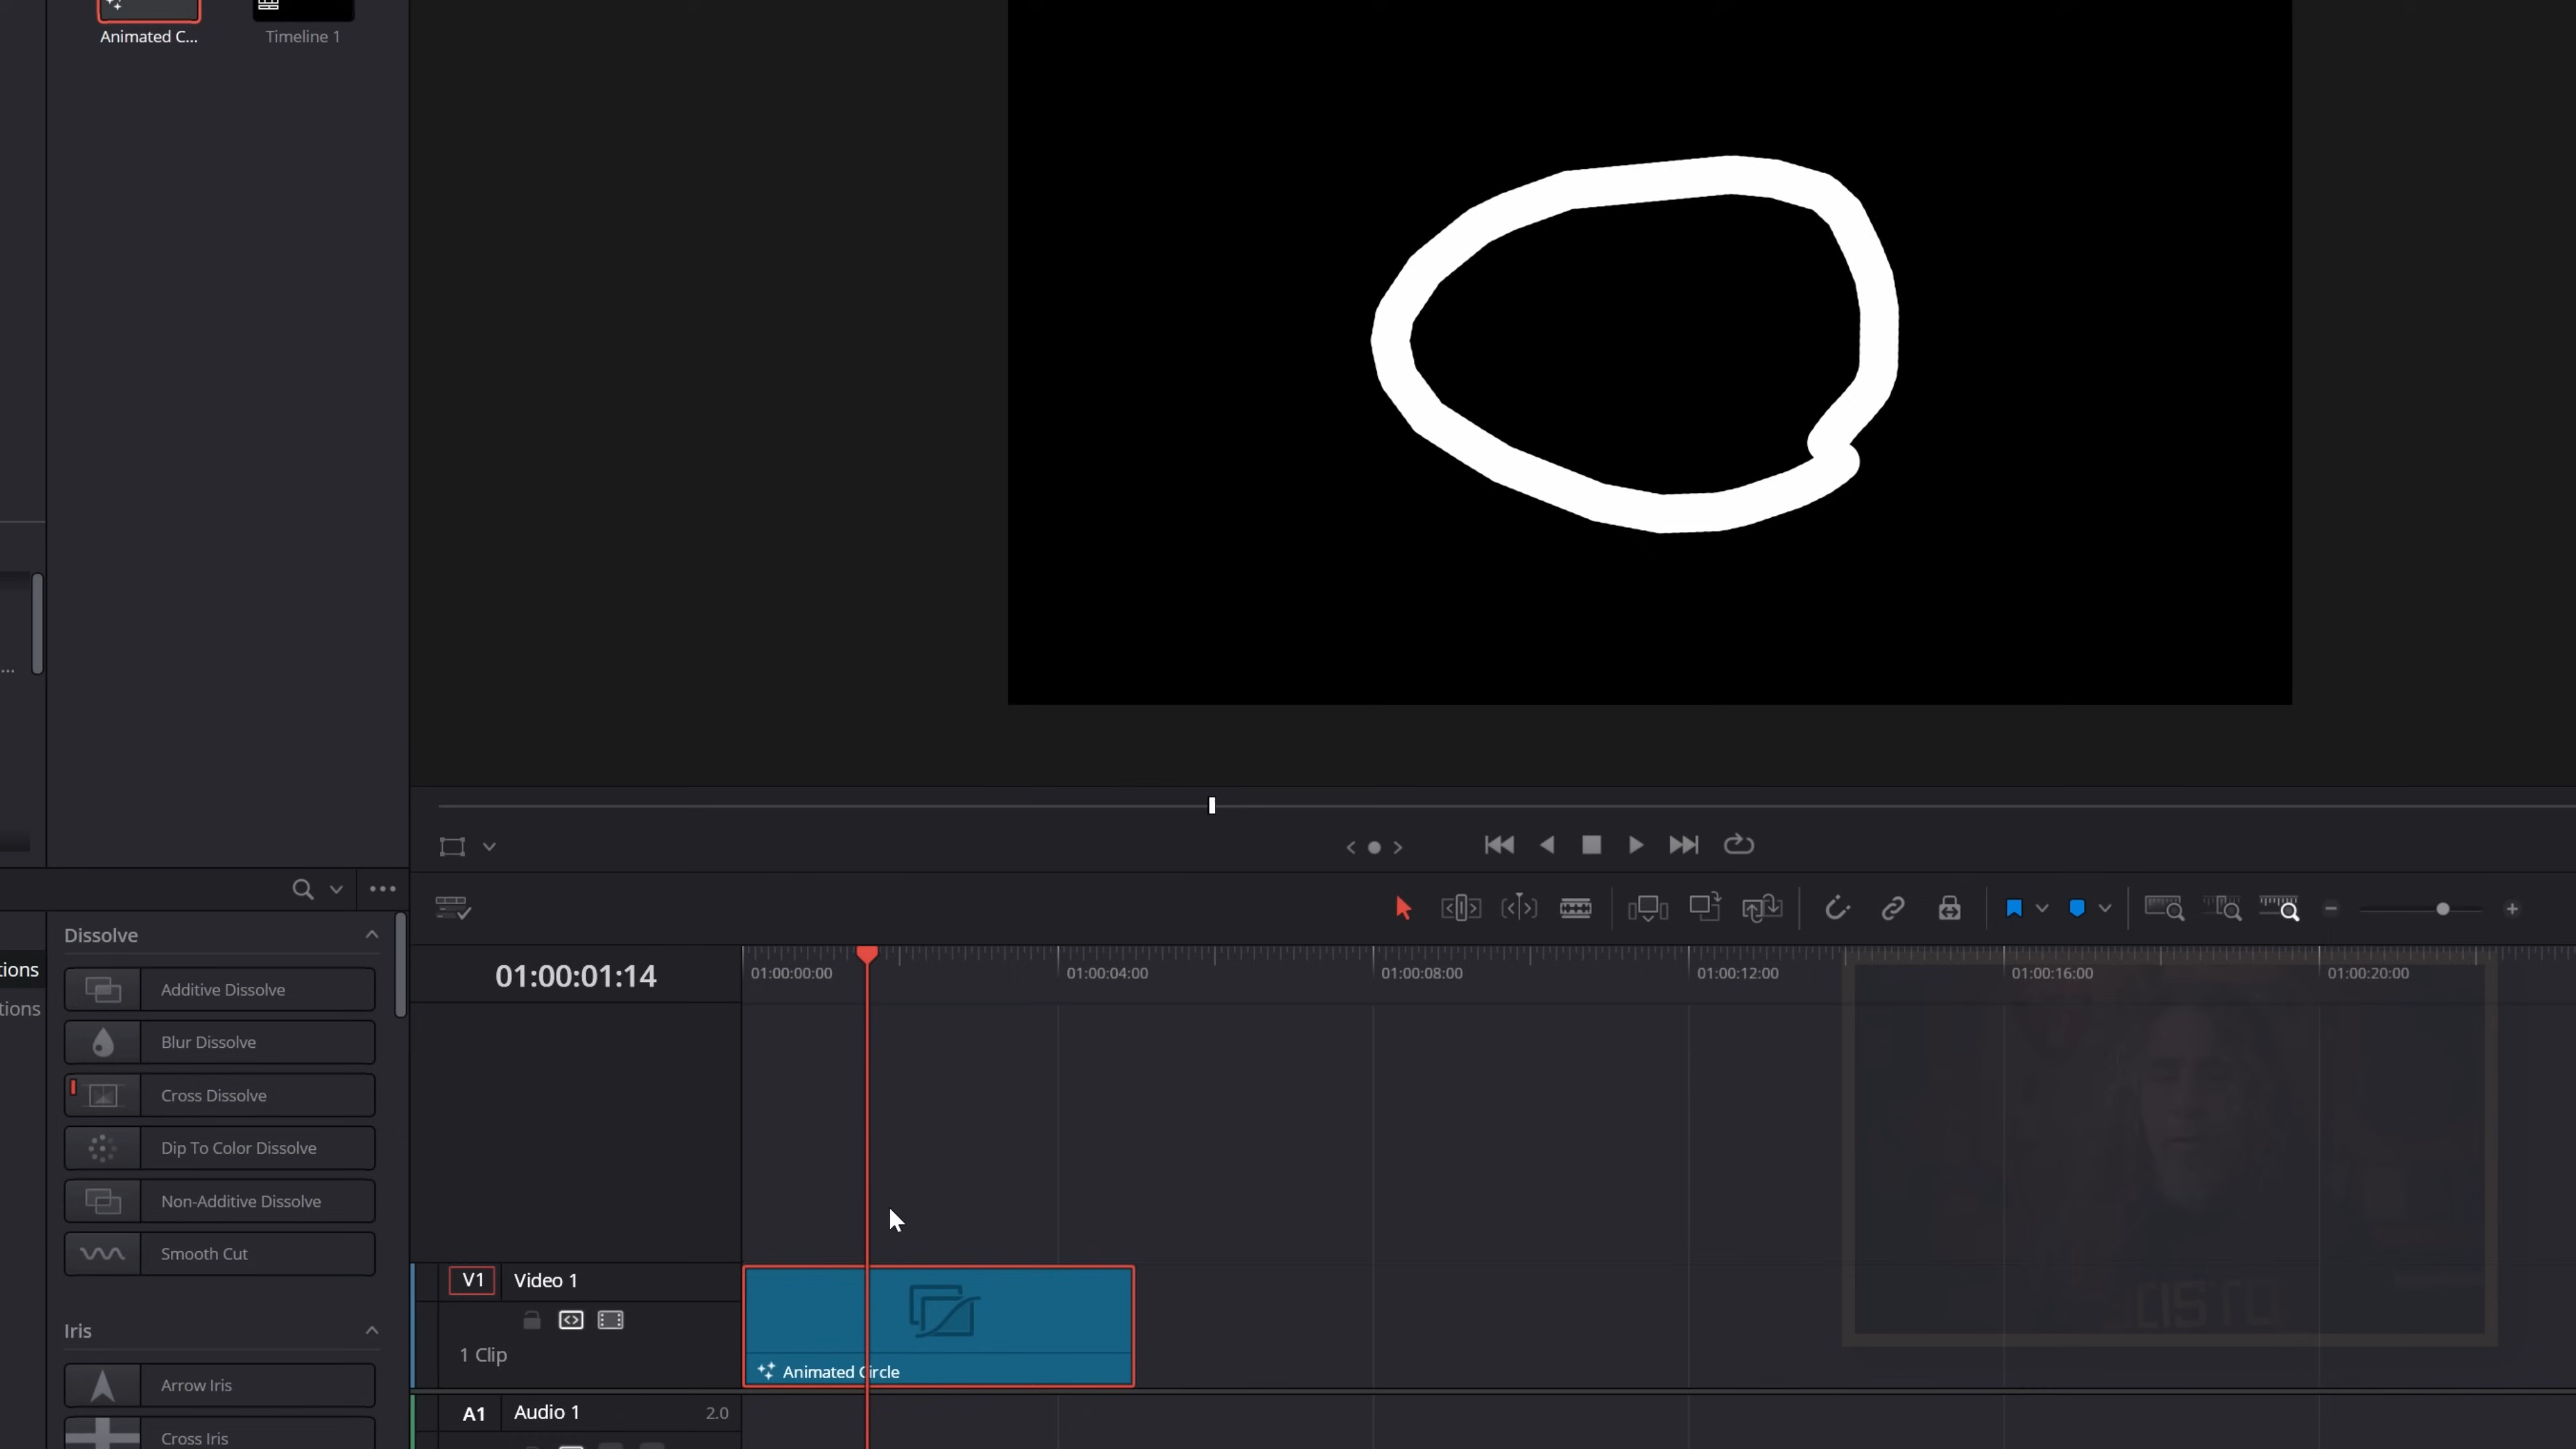 Animated C...
Timeline 1
...
Dissolve
tions
Additive Dissolve
tions
Blur Dissolve
Cross Dissolve
Dip To Color Dissolve
Non-Additive Dissolve
Smooth Cut
Iris
Arrow Iris
Cross Iris
01:00:01:14
01:00:00:00
01:00:04:00
01:00:08:00
01:00:12:00
01:00:16:00
01:00:20:00
V1 Video 1
1 Clip
Animated Circle
A1 Audio 1 2.0